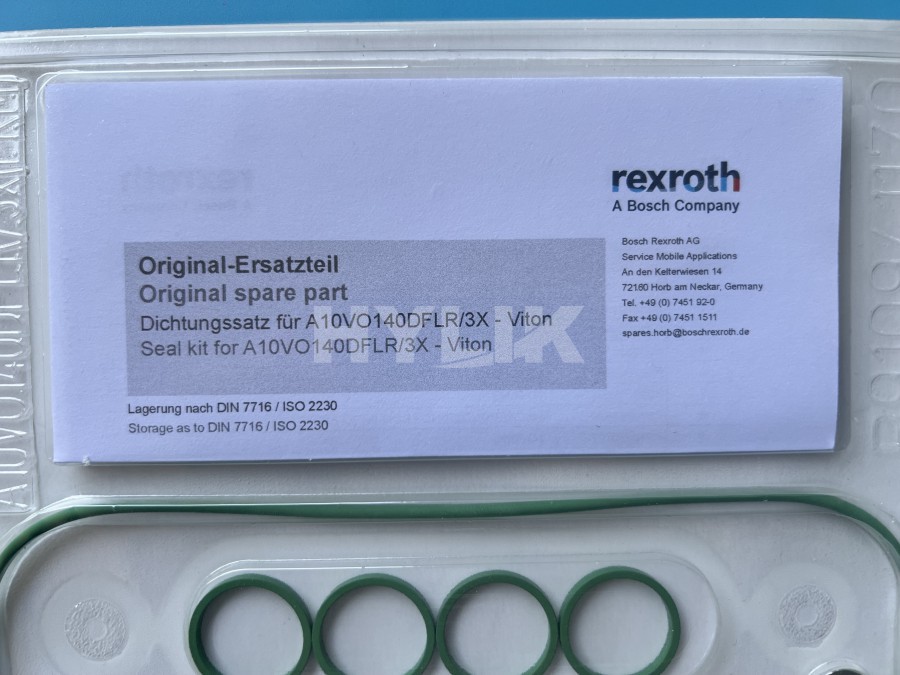 rexroth
A Bosch Company
Original-Ersatzteil
Original spare part
Dichtungssatz für A10VO140DFLR/3X - Viton
Seal kit for A10VO140DFLR/3X - Viton
Lagerung nach DIN 7716 / ISO 2230
Storage as to DIN 7716 / ISO 2230
Bosch Rexroth AG
Service Mobile Applications
An den Kelterwiesen 14
72160 Horb am Neckar, Germany
Tel. +49 (0) 7451 92-0
Fax +49 (0) 7451 1511
spares.horb@boschrexroth.de
HYLIK